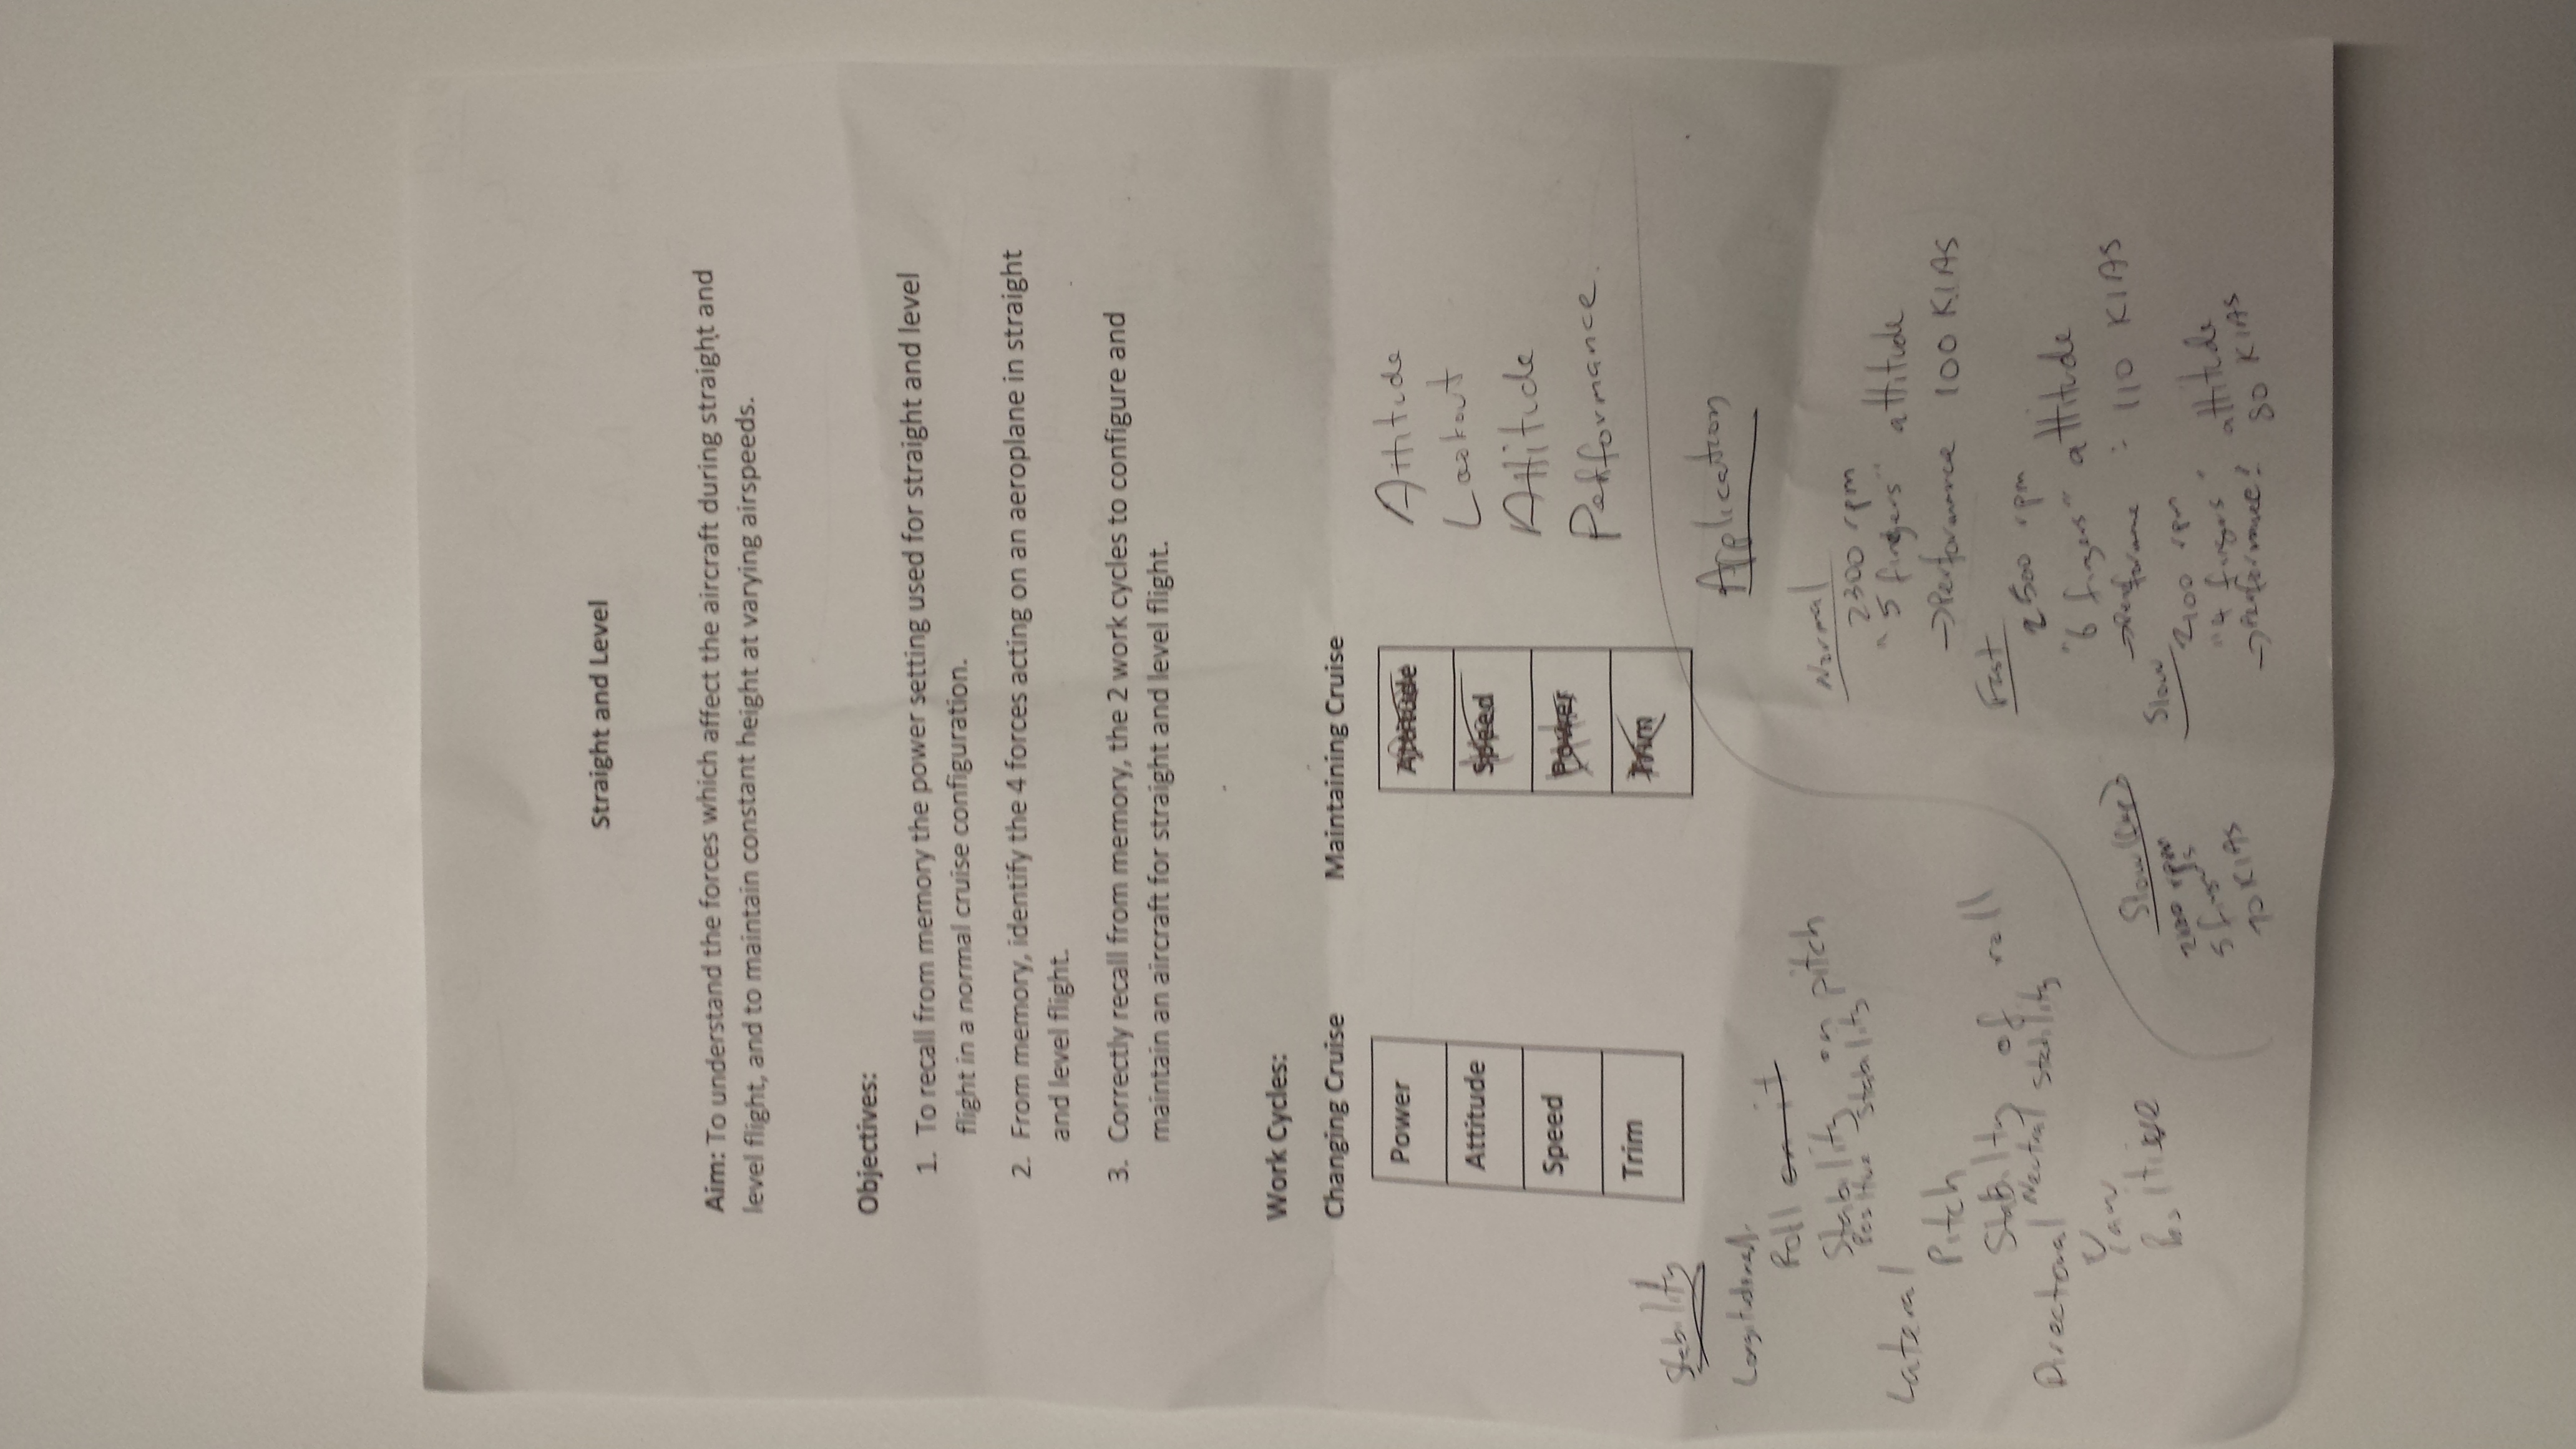 Straight and Level
Aim: To understand the forces which affect the aircraft during straight and
level flight, and to maintain constant height at varying airspeeds.
Objectives:
1. To recall from memory the power setting used for straight and level
flight in a normal cruise configuration.
2. From memory, identify the 4 forces acting on an aeroplane in straight
and level flight.
3. Correctly recall from memory, the 2 work cycles to configure and
maintain an aircraft for straight and level flight.
Work Cycles:
Changing Cruise
Power
Attitude
Speed
Trim
Maintaining Cruise
Attitude
Speed
Power
Trim
Attitude
Lookout
Attitude
Performance.
Stability
Roll on it
Stability on pitch
Positive Stability
Lateral
Pitch
Stability of roll
Neutral Stability
Directional
Yaw
Positive
Application
Normal
2300 rpm
"5 fingers" attitude
→Performance 100 KIAS
Fast
2500 rpm
"6 fingers" attitude
→Performance : 110 KIAS
Slow
2100 rpm
"4 fingers" attitude
→Performance: 80 KIAS
Slow
rpm
5 fingers
70 KIAS